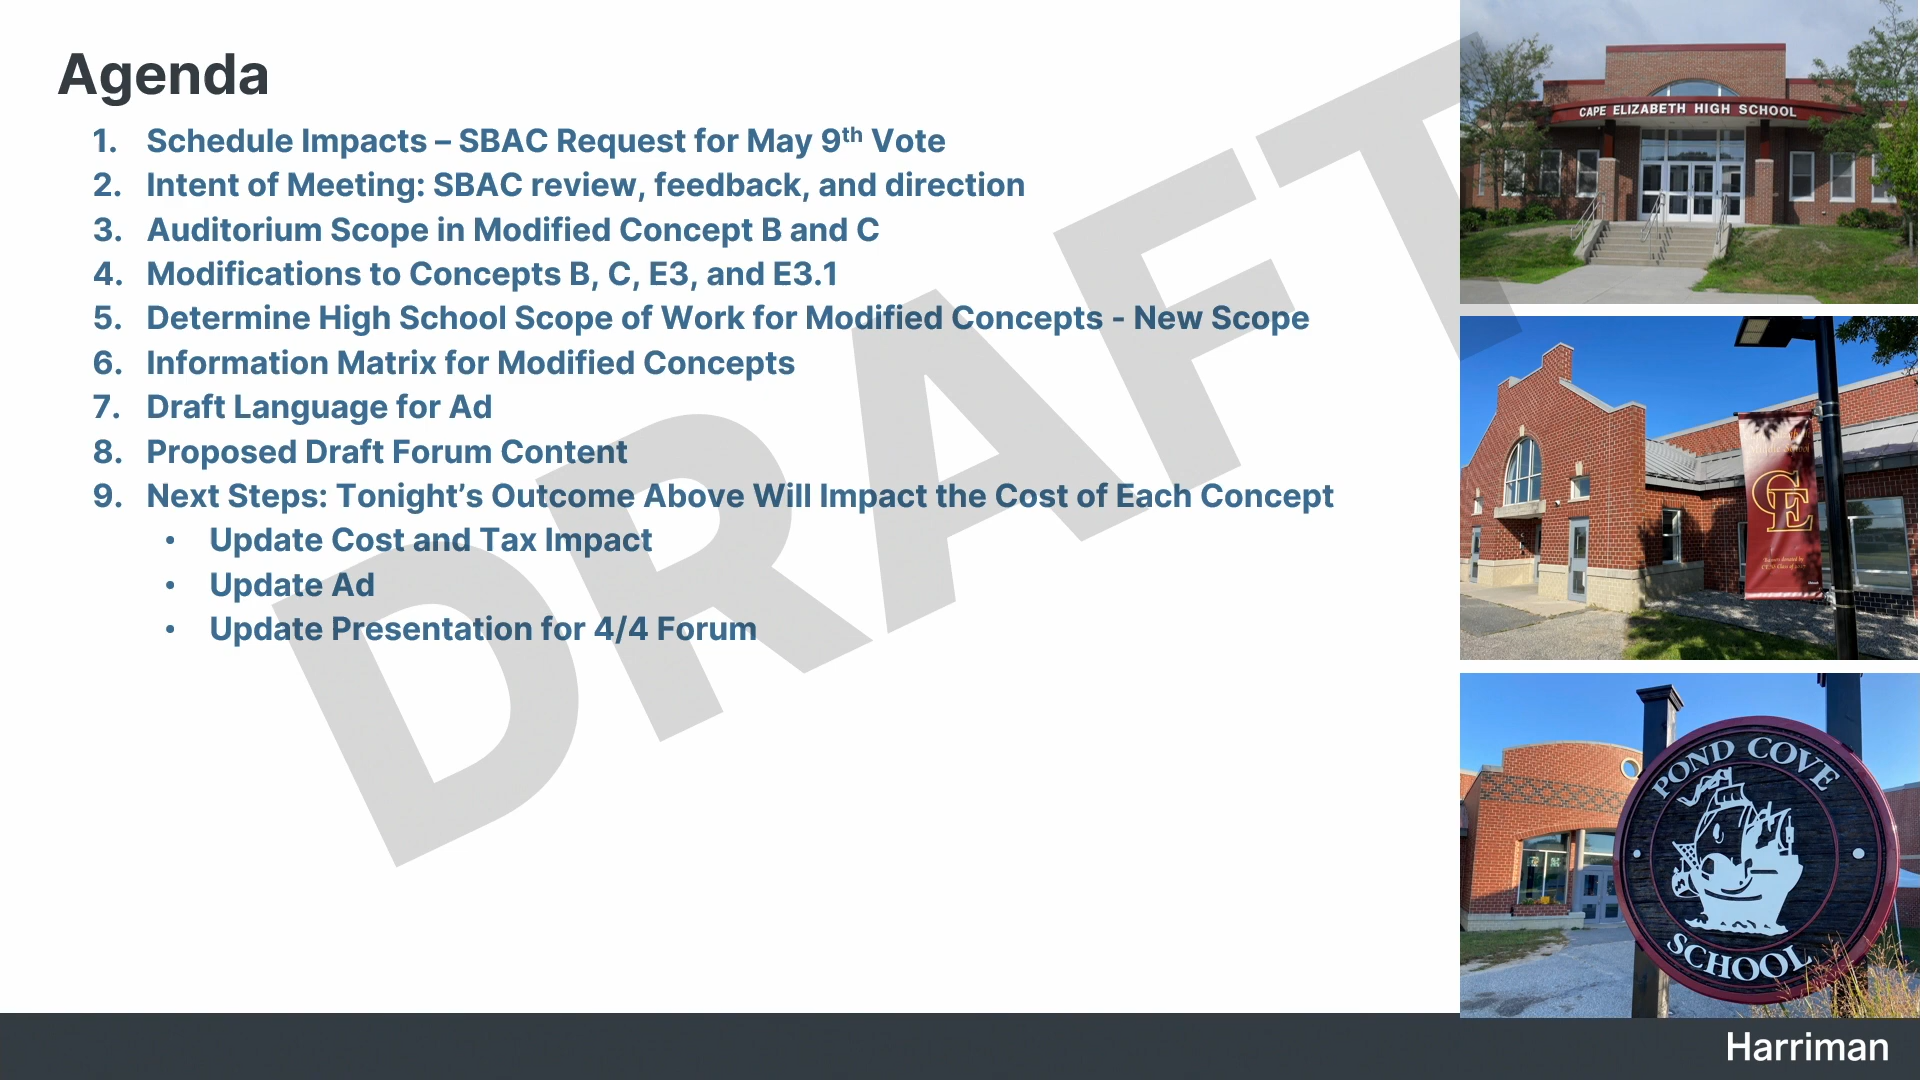 Agenda
1. Schedule Impacts – SBAC Request for May 9th Vote
2. Intent of Meeting: SBAC review, feedback, and direction
3. Auditorium Scope in Modified Concept B and C
4. Modifications to Concepts B, C, E3, and E3.1
5. Determine High School Scope of Work for Modified Concepts - New Scope
6. Information Matrix for Modified Concepts
7. Draft Language for Ad
8. Proposed Draft Forum Content
9. Next Steps: Tonight’s Outcome Above Will Impact the Cost of Each Concept
• Update Cost and Tax Impact
• Update Ad
• Update Presentation for 4/4 Forum
DRAFT
CAPE ELIZABETH HIGH SCHOOL
CE
POND COVE
SCHOOL
Harriman